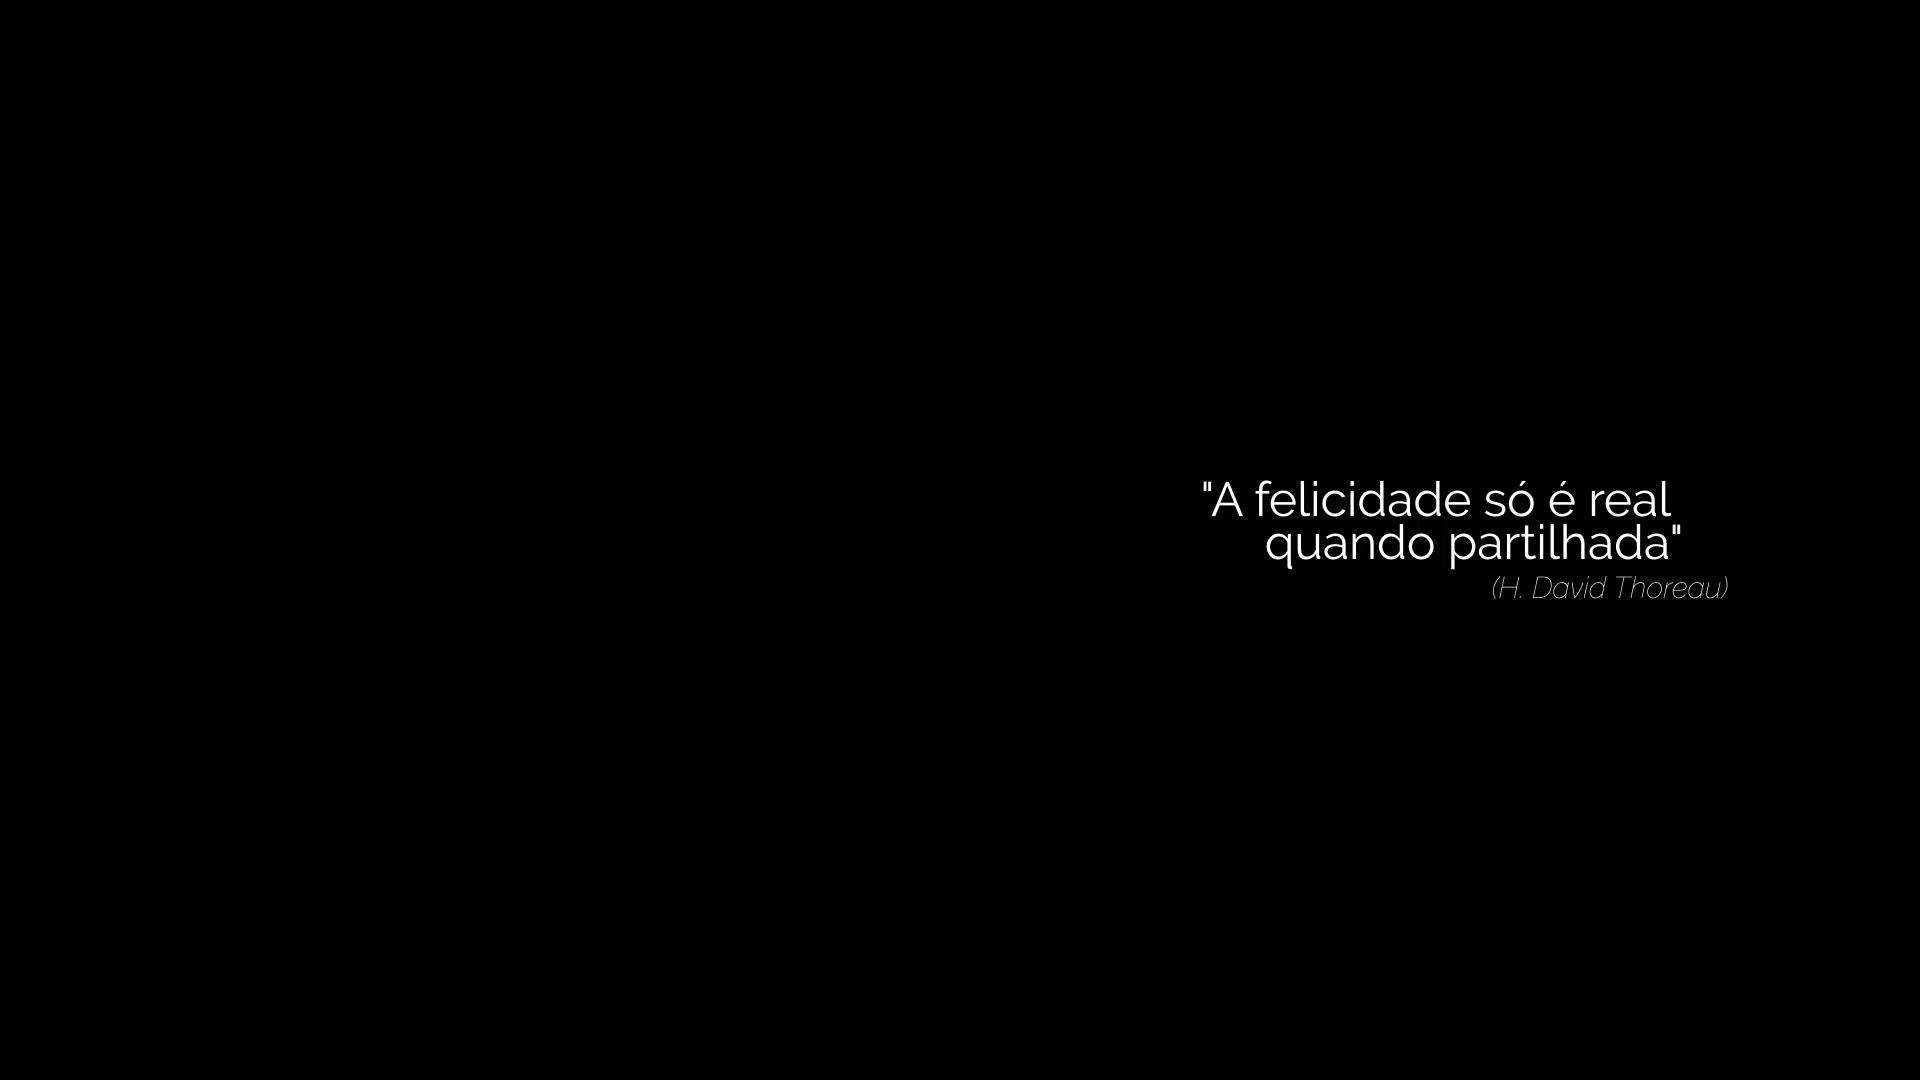 "A felicidade só é real
quando partilhada"
(H. David Thoreau)